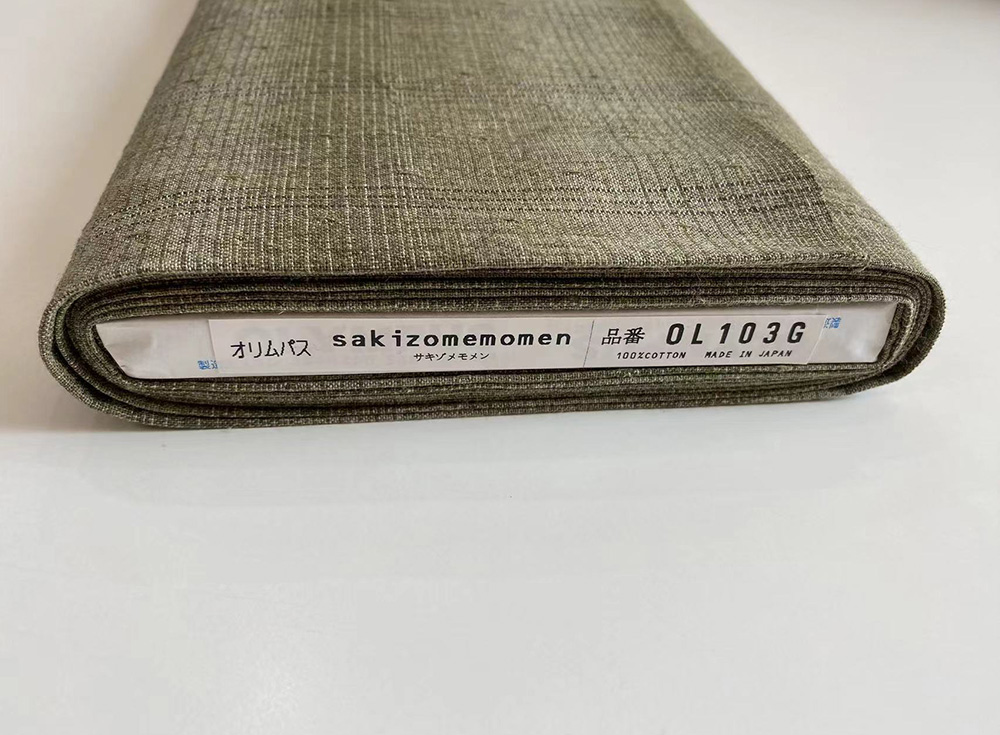 オリムパス
sakizomemomen
サキゾメモメン
品番 OL103G
100%COTTON MADE IN JAPAN